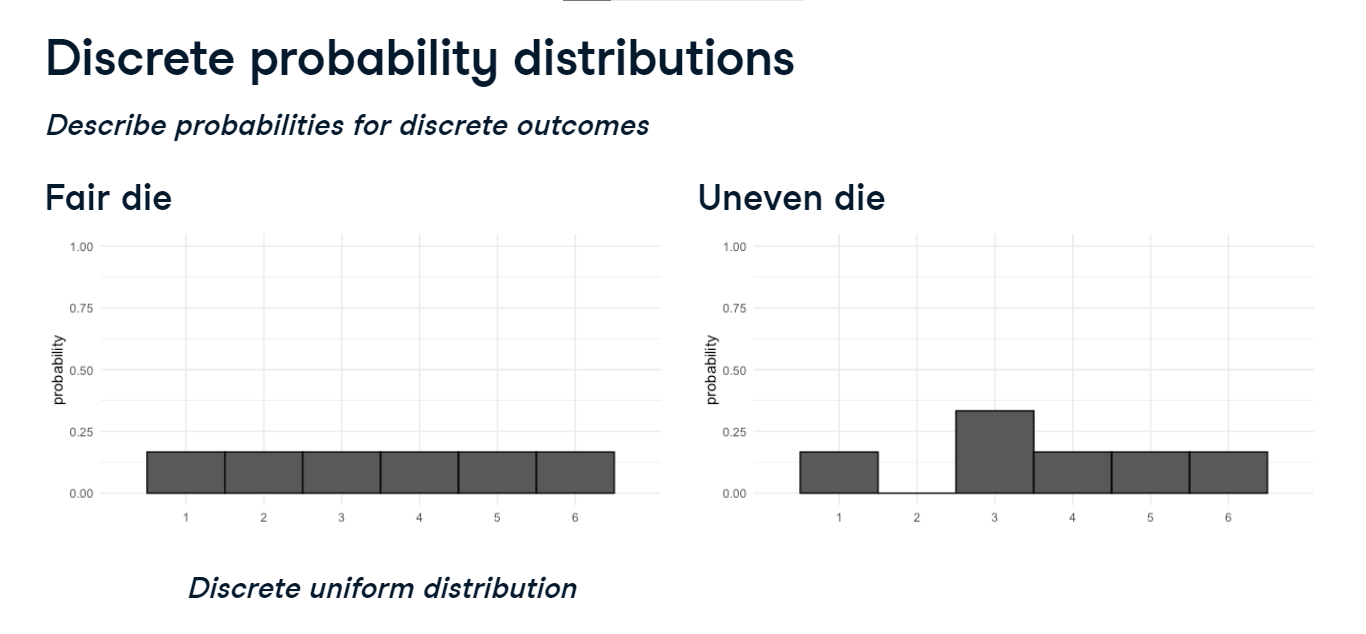 Discrete probability distributions
Describe probabilities for discrete outcomes
Fair die
1.00
0.75
0.50
0.25
0.00
probability
1 2 3 4 5 6
Discrete uniform distribution
Uneven die
1.00
0.75
0.50
0.25
0.00
probability
1 2 3 4 5 6